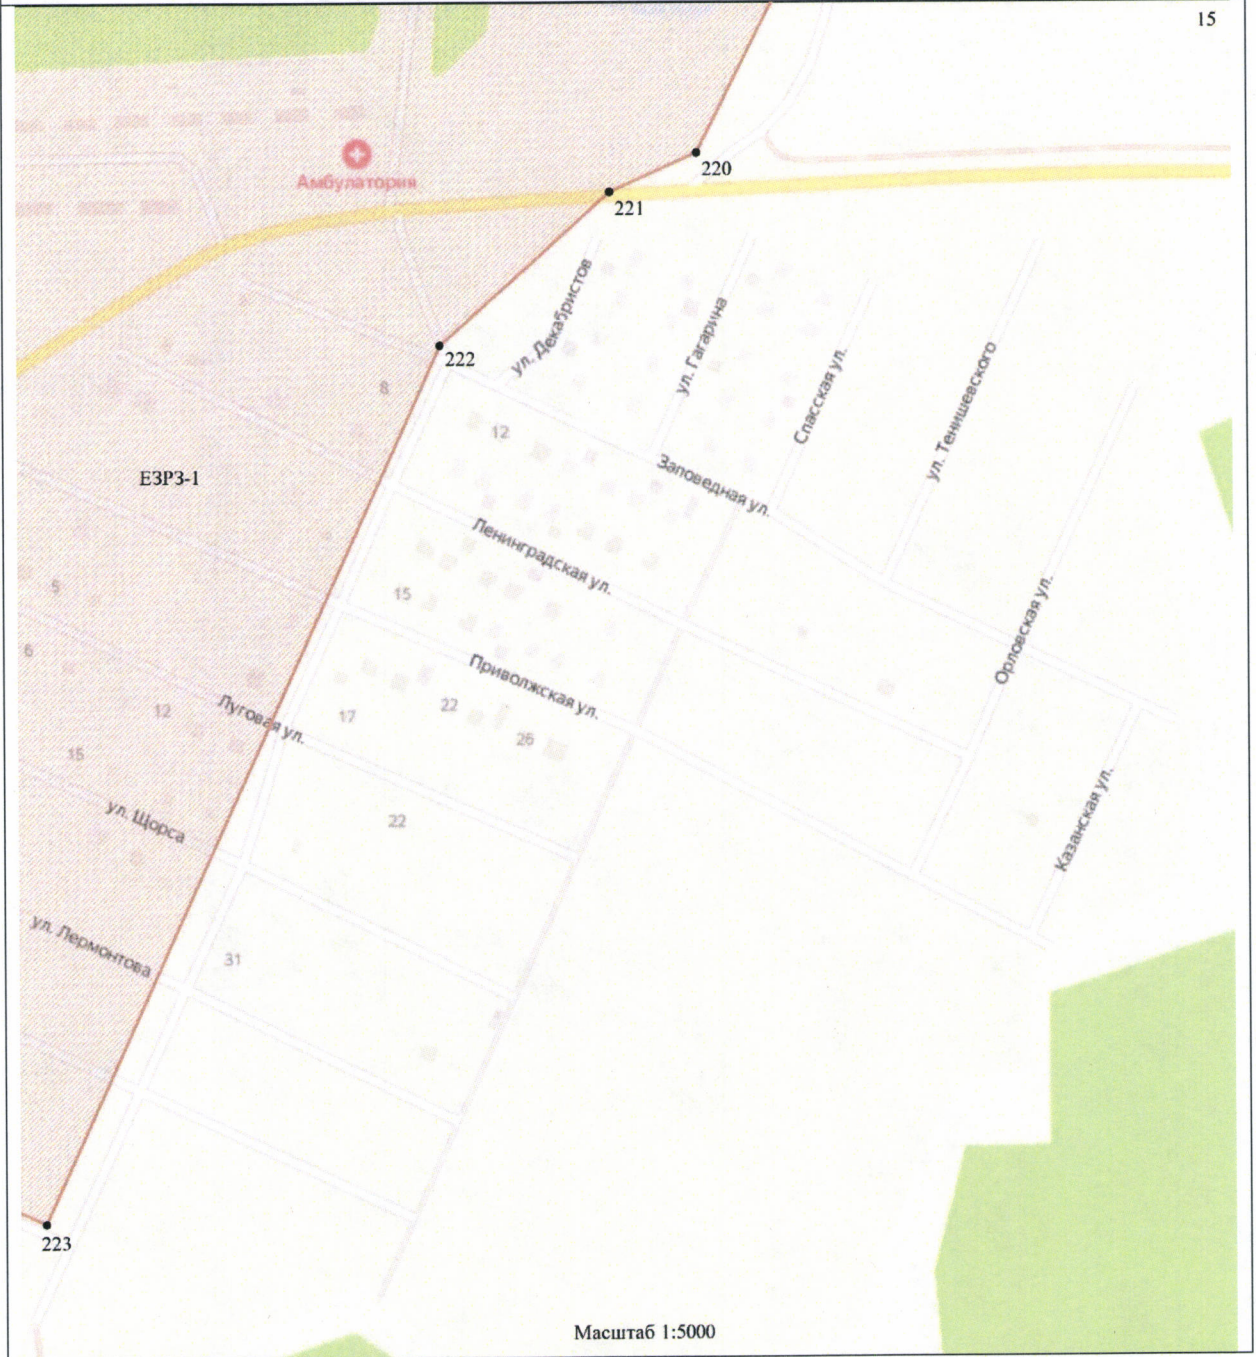 15
Амбулатория
220
221
222
ул. Декабристов
ул. Гагарина
Спасская ул.
ул. Тенишевского
8
12
Заповедная ул.
ЕЗРЗ-1
Ленинградская ул.
5
15
Орловская ул.
6
Приволжская ул.
12
Луговая ул.
17
22
26
15
Казанская ул.
ул. Щорса
22
ул. Лермонтова
31
223
Масштаб 1:5000